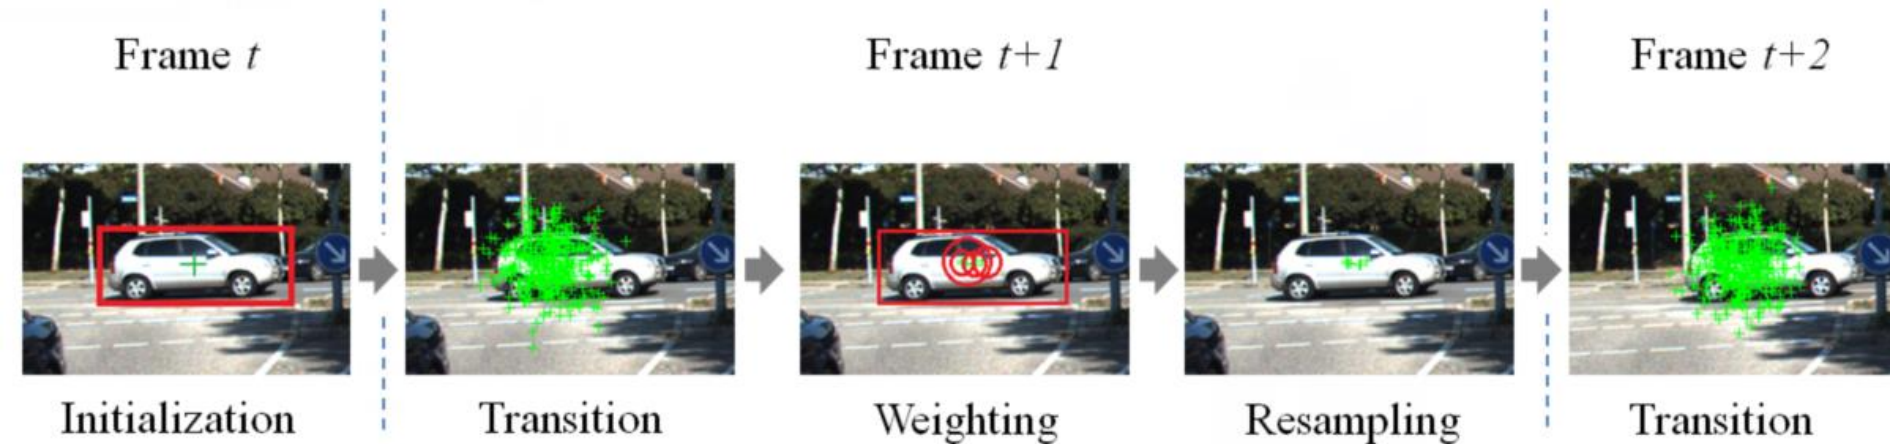 Frame t
Frame t+1
Frame t+2
Initialization
Transition
Weighting
Resampling
Transition